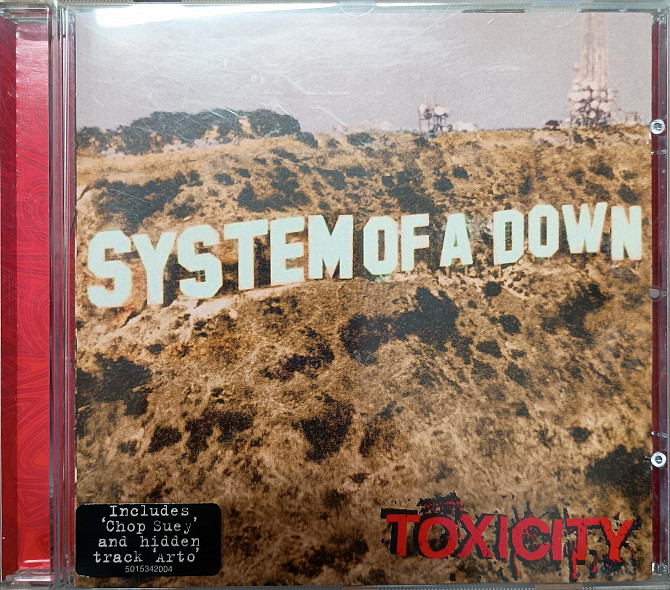 SYSTEM OF A DOWN
Includes
'Chop Suey'
and hidden
track 'Arto'
5015342004
TOXICITY